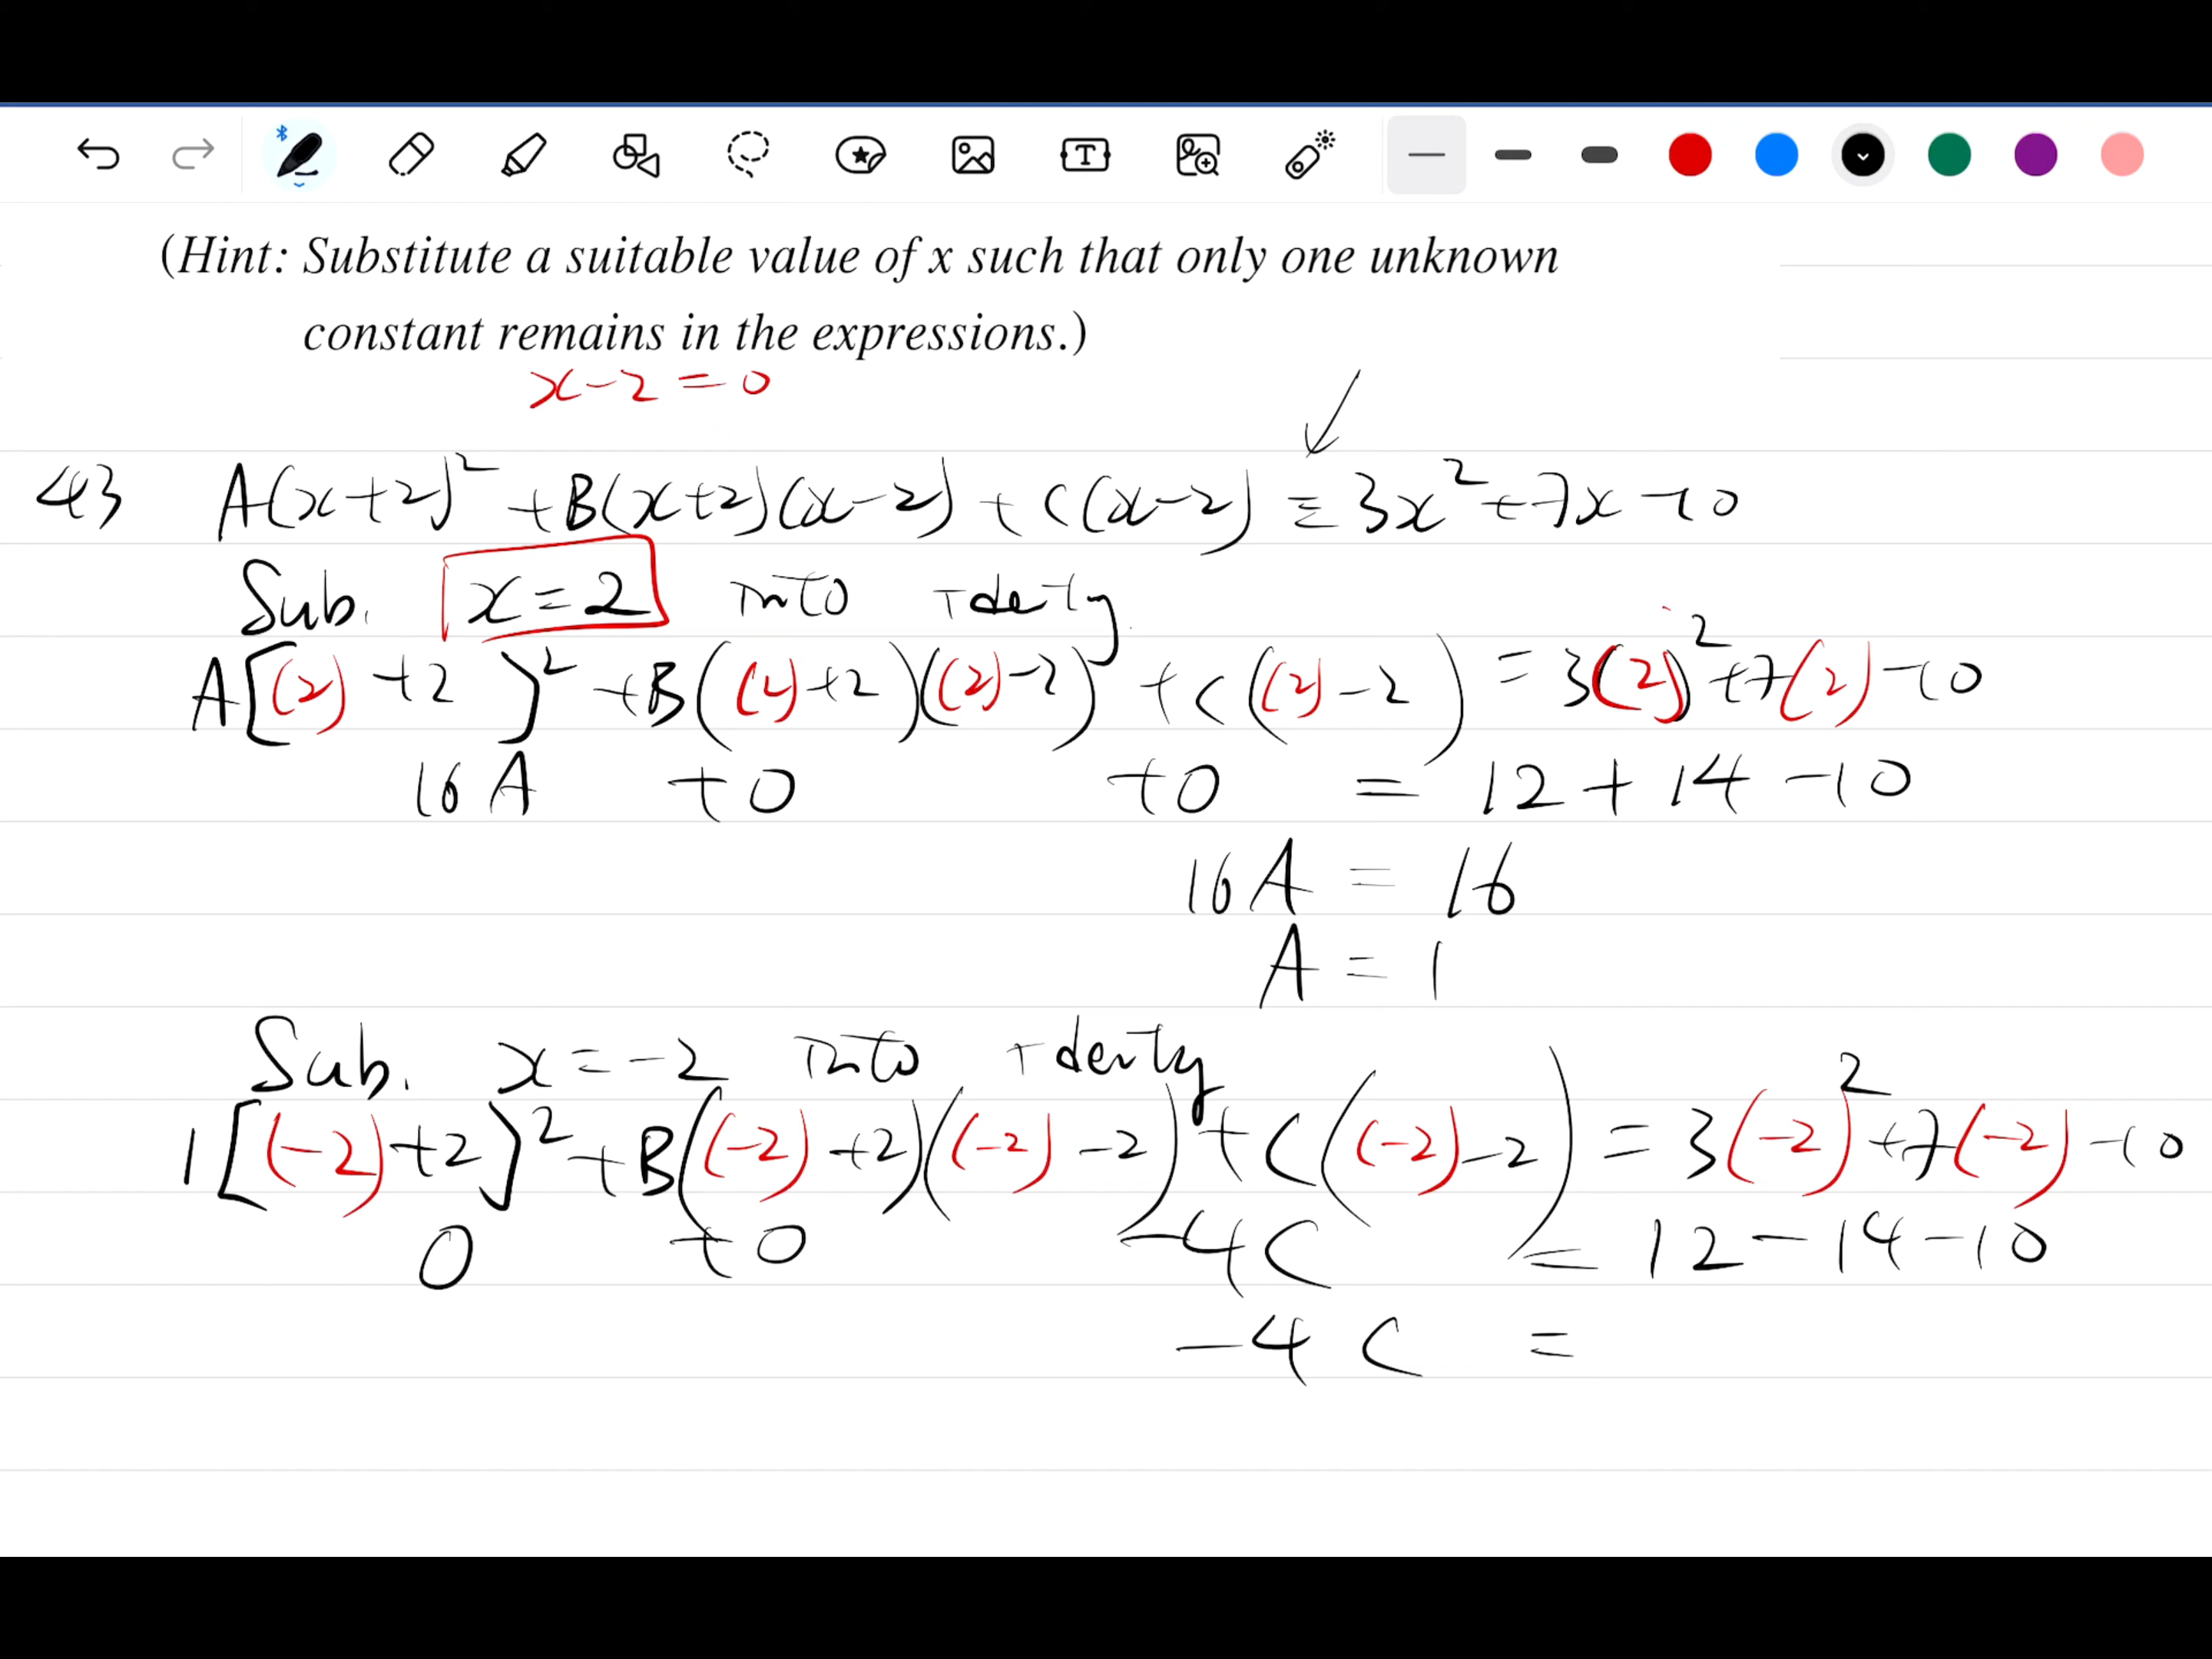 (Hint: Substitute a suitable value of x such that only one unknown
constant remains in the expressions.)
x-2=0
43 A(x+2)² +B(x+2)(x-2) + C(x-2) ≡ 3x²+7x-10
Sub. x=2 into identy
A[(2)+2]² +B((2)+2)((2)-2) + C((2)-2) = 3(2)²+7(2)-10
16A +0 +0 = 12+14-10
16A = 16
A = 1
Sub. x=-2 into identy
1[(-2)+2]² +B((-2)+2)((-2)-2) + C((-2)-2) = 3(-2)²+7(-2)-10
0 +0 -4C = 12-14-10
-4C =